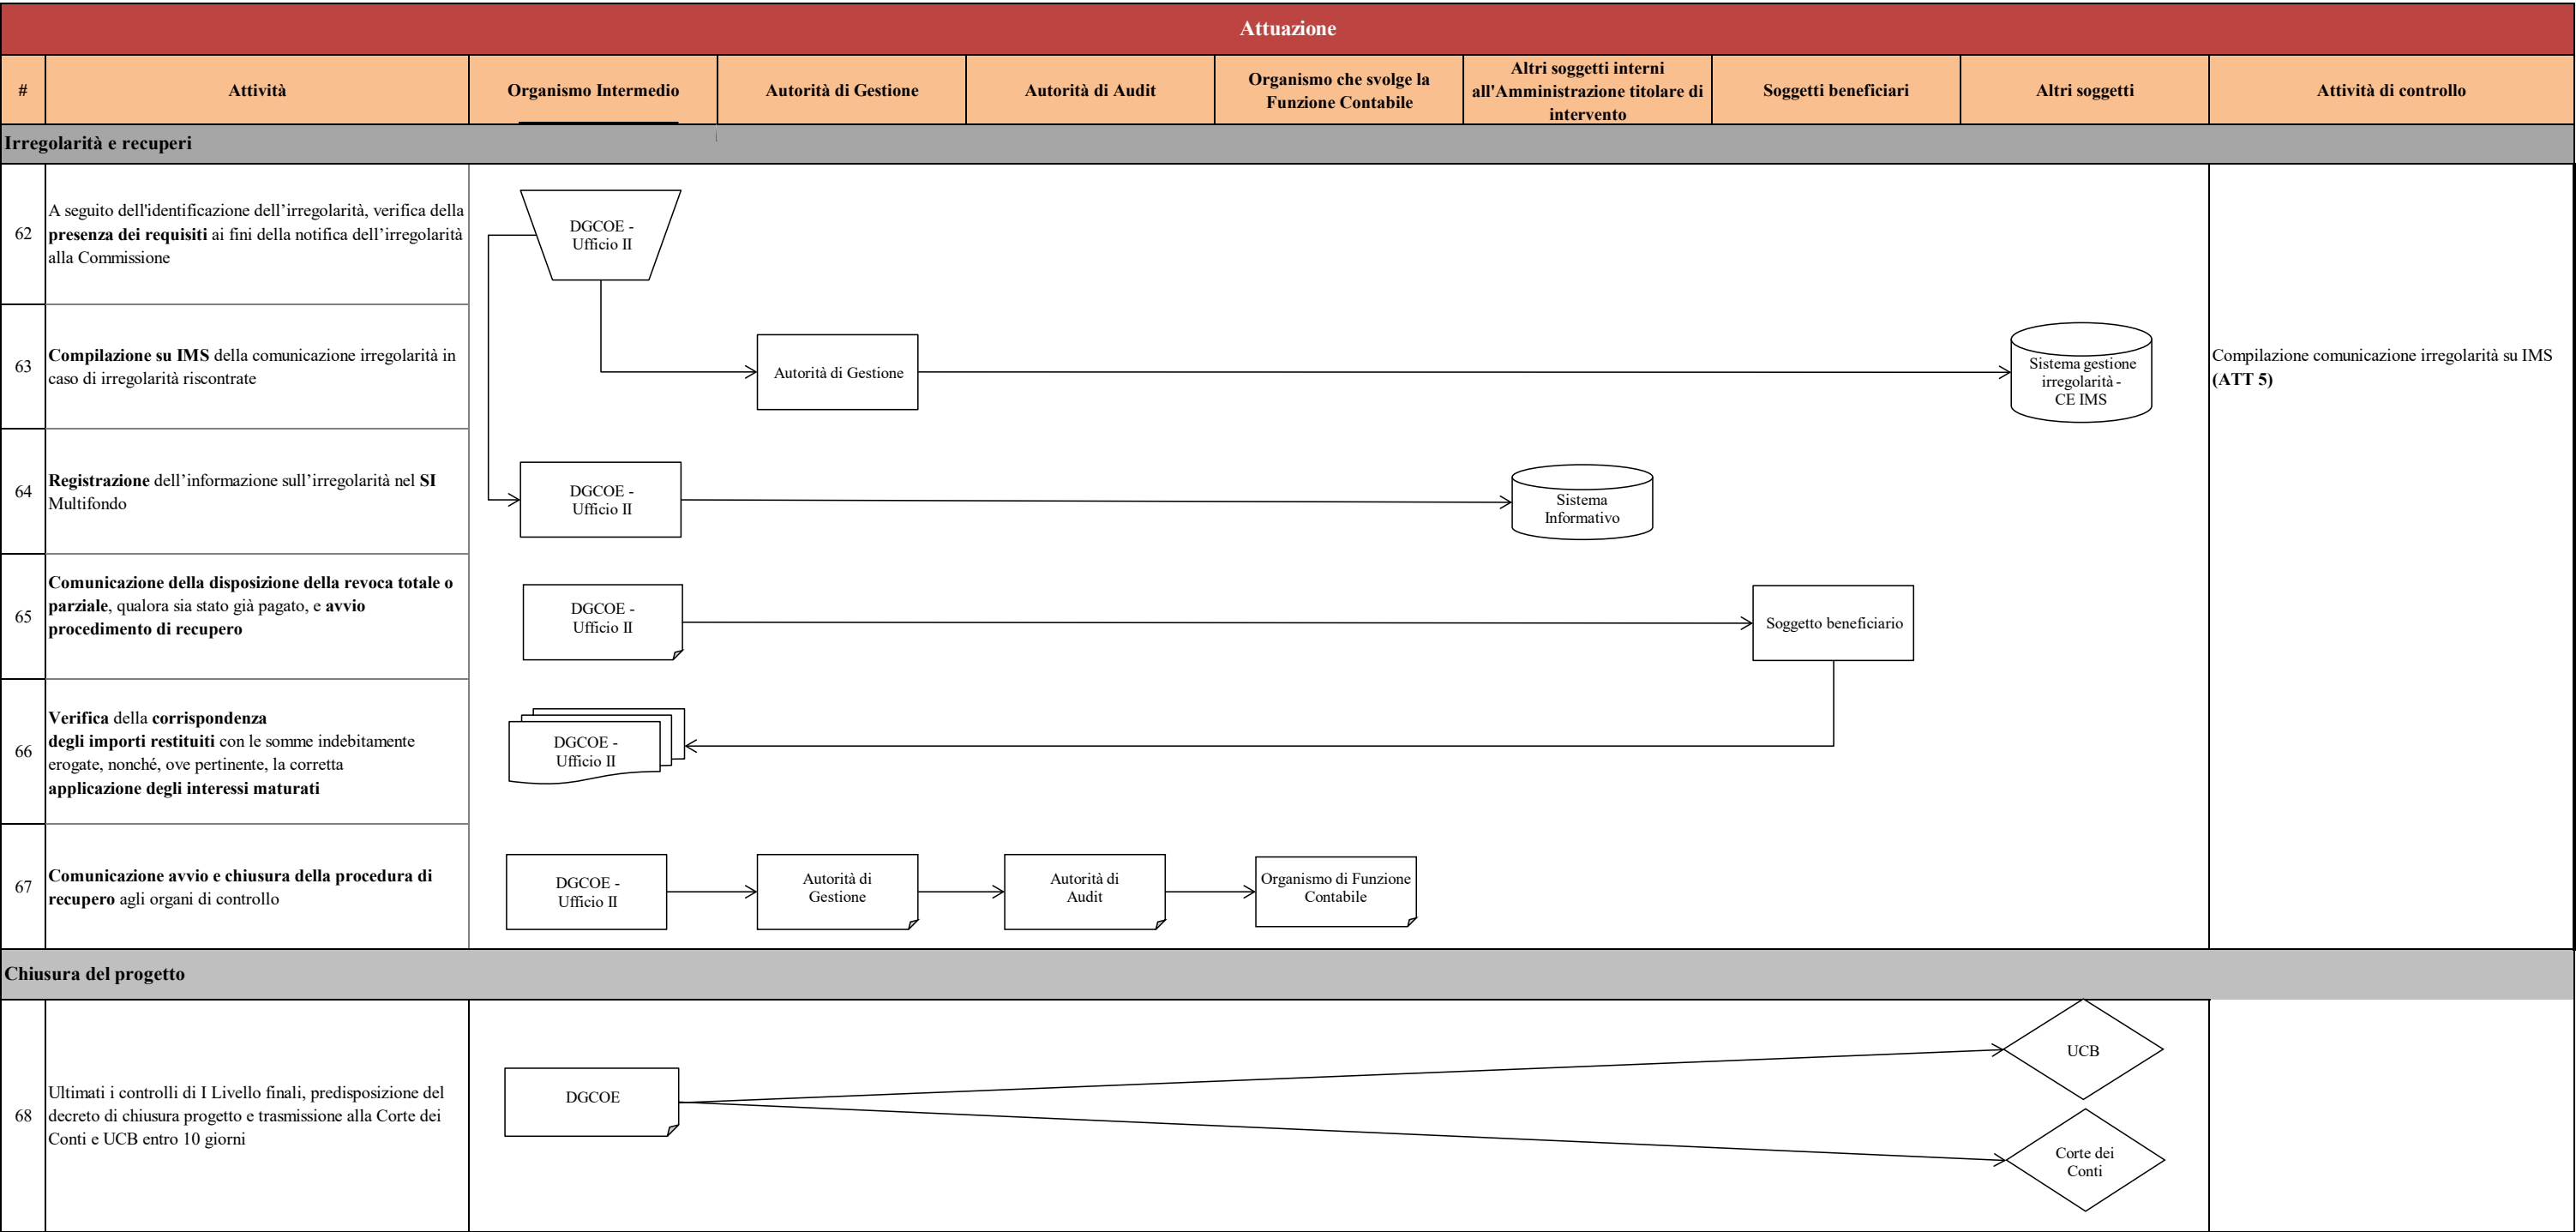 Attuazione
#
Attività
Organismo Intermedio
Autorità di Gestione
Autorità di Audit
Organismo che svolge la
Funzione Contabile
Altri soggetti interni
all'Amministrazione titolare di
intervento
Soggetti beneficiari
Altri soggetti
Attività di controllo
Irregolarità e recuperi
62
A seguito dell'identificazione dell’irregolarità, verifica della
presenza dei requisiti ai fini della notifica dell’irregolarità
alla Commissione
DGCOE -
Ufficio II
63
Compilazione su IMS della comunicazione irregolarità in
caso di irregolarità riscontrate
Autorità di Gestione
Sistema gestione
irregolarità -
CE IMS
Compilazione comunicazione irregolarità su IMS
(ATT 5)
64
Registrazione dell’informazione sull’irregolarità nel SI
Multifondo
DGCOE -
Ufficio II
Sistema
Informativo
65
Comunicazione della disposizione della revoca totale o
parziale, qualora sia stato già pagato, e avvio
procedimento di recupero
DGCOE -
Ufficio II
Soggetto beneficiario
66
Verifica della corrispondenza
degli importi restituiti con le somme indebitamente
erogate, nonché, ove pertinente, la corretta
applicazione degli interessi maturati
DGCOE -
Ufficio II
67
Comunicazione avvio e chiusura della procedura di
recupero agli organi di controllo
DGCOE -
Ufficio II
Autorità di
Gestione
Autorità di
Audit
Organismo di Funzione
Contabile
Chiusura del progetto
68
Ultimati i controlli di I Livello finali, predisposizione del
decreto di chiusura progetto e trasmissione alla Corte dei
Conti e UCB entro 10 giorni
DGCOE
UCB
Corte dei
Conti